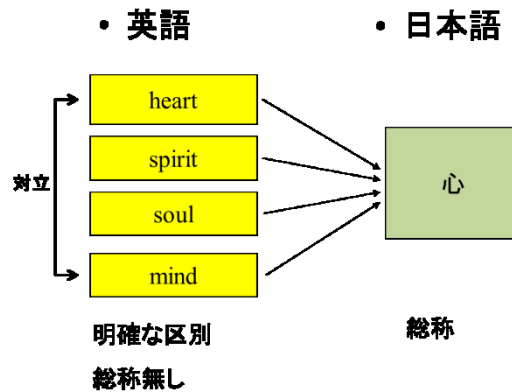 • 英語
• 日本語
heart
spirit
対立
soul
心
mind
明確な区別
総称無し
総称